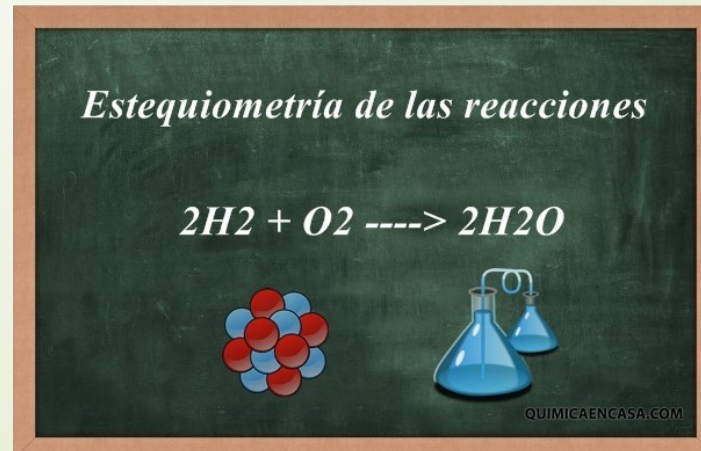 Estequiometría de las reacciones
2H2 + O2 ----> 2H2O
QUIMICAENCASA.COM